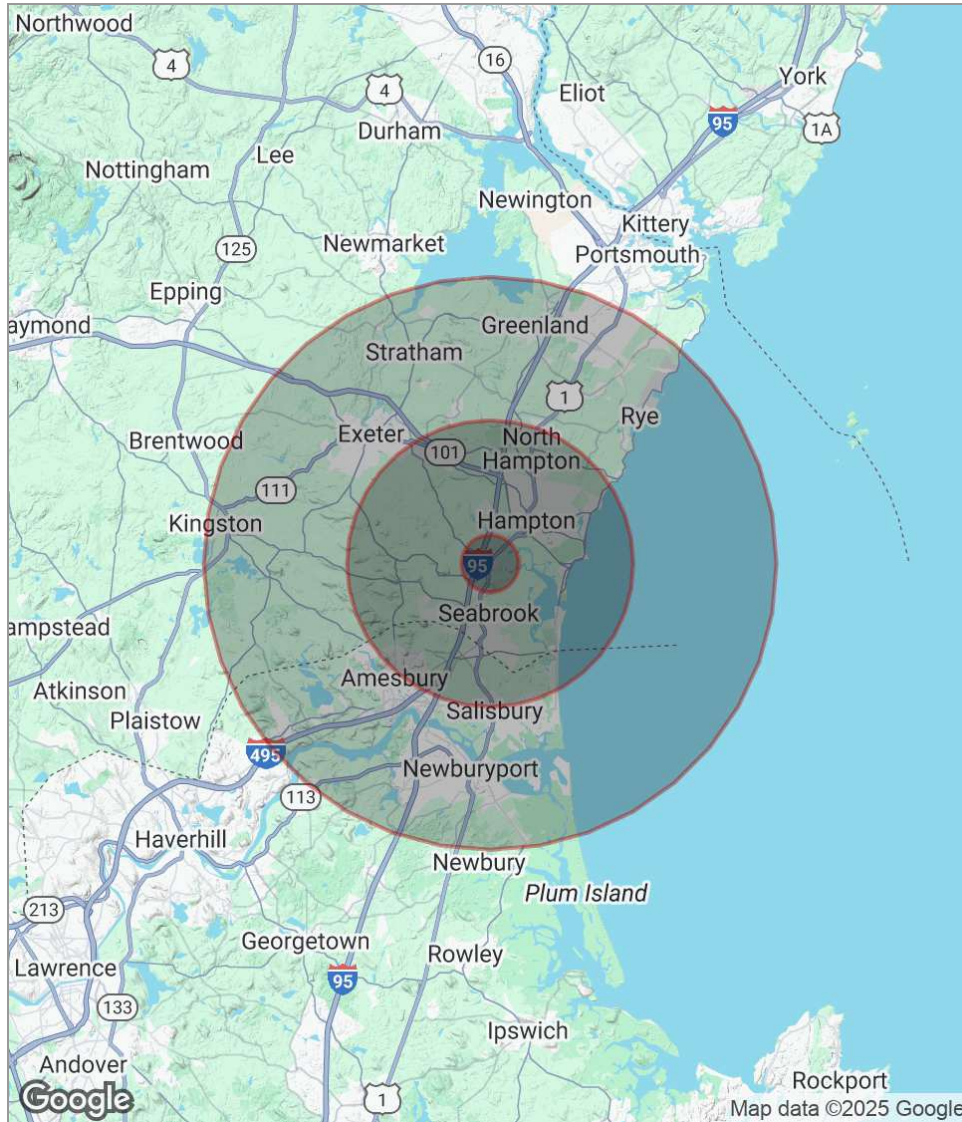 Northwood
4
16
York
4
Eliot
95
1A
Durham
Lee
Nottingham
Newington
Kittery
125
Newmarket
Portsmouth
Epping
aymond
Greenland
Stratham
1
Rye
Brentwood
Exeter
North
Hampton
101
111
Kingston
Hampton
95
Seabrook
ampstead
Amesbury
Atkinson
Plaistow
Salisbury
495
Newburyport
113
Haverhill
Newbury
Plum Island
213
Georgetown
Rowley
Lawrence
95
133
Ipswich
Andover
Rockport
1
Google
Map data ©2025 Google